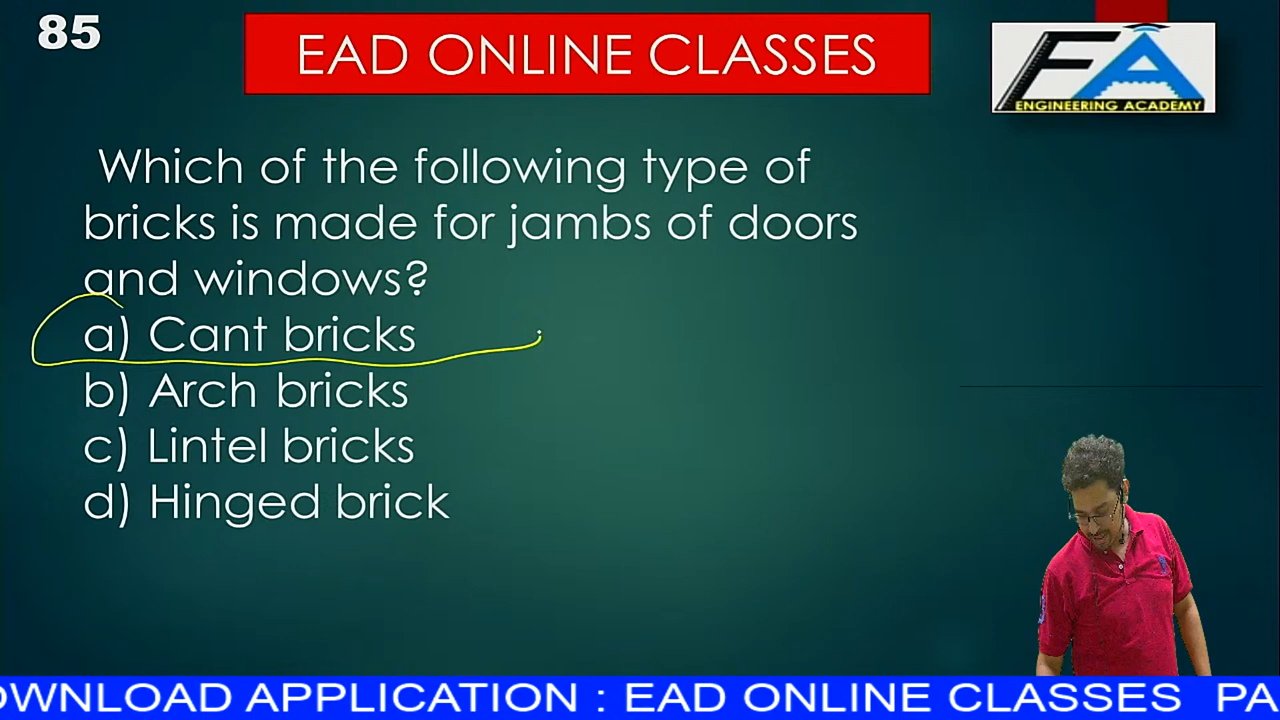 85
EAD ONLINE CLASSES
EA
ENGINEERING ACADEMY
Which of the following type of
bricks is made for jambs of doors
and windows?
a) Cant bricks
b) Arch bricks
c) Lintel bricks
d) Hinged brick
OWNLOAD APPLICATION : EAD ONLINE CLASSES PA